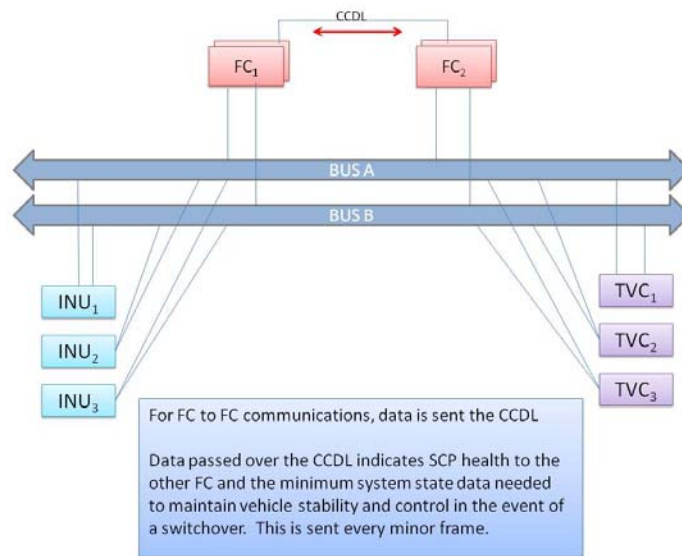 CCDL
FC1
FC2
BUS A
BUS B
INU1
TVC1
INU2
TVC2
INU3
TVC3
For FC to FC communications, data is sent the CCDL
Data passed over the CCDL indicates SCP health to the
other FC and the minimum system state data needed
to maintain vehicle stability and control in the event of
a switchover. This is sent every minor frame.